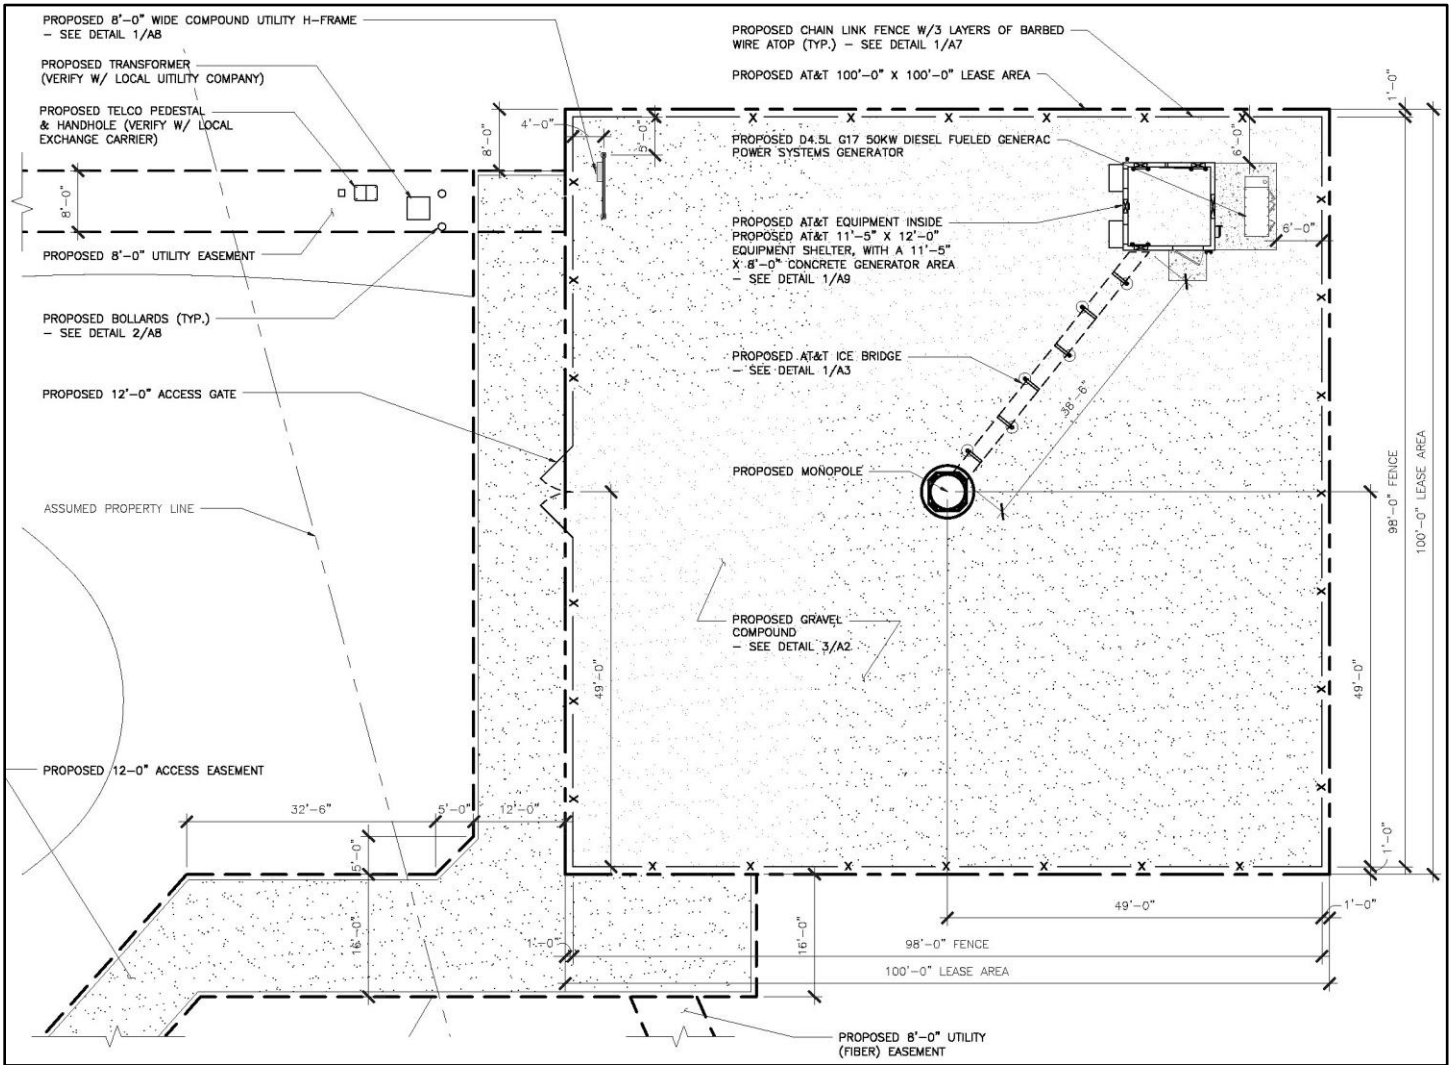 PROPOSED 8'-0" WIDE COMPOUND UTILITY H-FRAME
- SEE DETAIL 1/A8
PROPOSED TRANSFORMER
(VERIFY W/ LOCAL UITILITY COMPANY)
PROPOSED TELCO PEDESTAL
& HANDHOLE (VERIFY W/ LOCAL
EXCHANGE CARRIER)
8'-0"
PROPOSED 8'-0" UTILITY EASEMENT
PROPOSED BOLLARDS (TYP.)
- SEE DETAIL 2/A8
PROPOSED 12'-0" ACCESS GATE
ASSUMED PROPERTY LINE
PROPOSED 12-0" ACCESS EASEMENT
32'-6"
5'-0"
12'-0"
5'-0"
16'-0"
8'-0"
4'-0"
5'-0"
PROPOSED CHAIN LINK FENCE W/3 LAYERS OF BARBED
WIRE ATOP (TYP.) - SEE DETAIL 1/A7
PROPOSED AT&T 100'-0" X 100'-0" LEASE AREA
PROPOSED D4.5L G17 50KW DIESEL FUELED GENERAC
POWER SYSTEMS GENERATOR
PROPOSED AT&T EQUIPMENT INSIDE
PROPOSED AT&T 11'-5" X 12'-0"
EQUIPMENT SHELTER, WITH A 11'-5"
X 8'-0" CONCRETE GENERATOR AREA
- SEE DETAIL 1/A9
PROPOSED AT&T ICE BRIDGE
- SEE DETAIL 1/A3
PROPOSED MONOPOLE
PROPOSED GRAVEL
COMPOUND
- SEE DETAIL 3/A2
6'-0"
6'-0"
38'-6"
1'-0"
98'-0" FENCE
100'-0" LEASE AREA
49'-0"
49'-0"
1'-0"
49'-0"
1'-0"
1'-0"
98'-0" FENCE
16'-0"
100'-0" LEASE AREA
PROPOSED 8'-0" UTILITY
(FIBER) EASEMENT